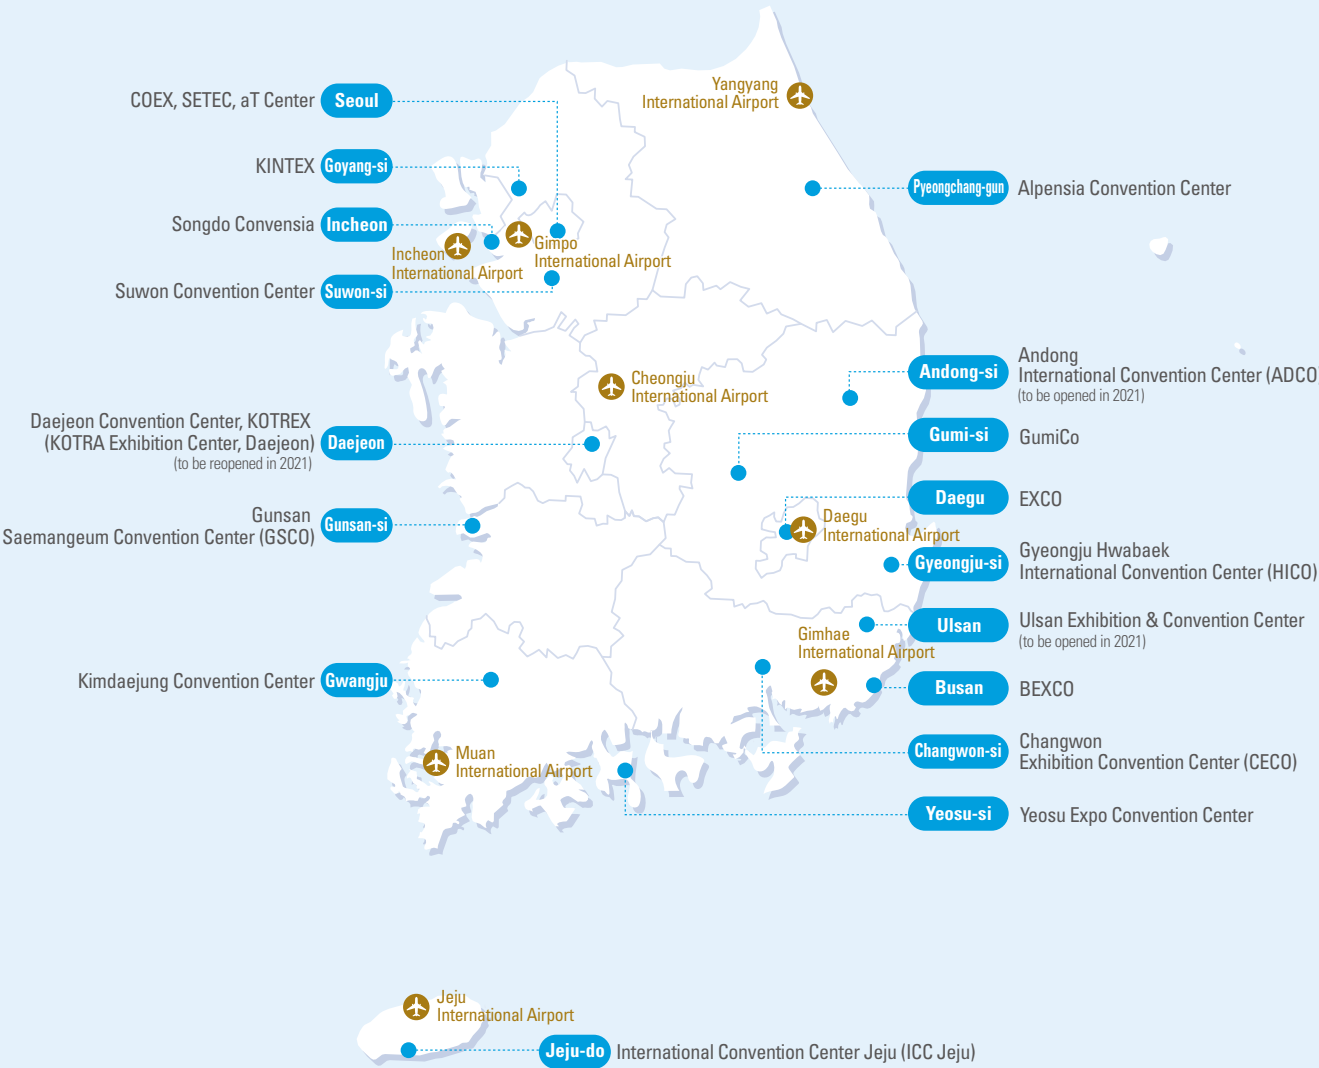 Yangyang
International Airport
COEX, SETEC, aT Center
Seoul
KINTEX
Goyang-si
Songdo Convensia
Incheon
Suwon Convention Center
Suwon-si
Incheon
International Airport
Gimpo
International Airport
Pyeongchang-gun
Alpensia Convention Center
Cheongju
International Airport
Andong-si
Andong
International Convention Center (ADCO
(to be opened in 2021)
Daejeon Convention Center, KOTREX
(KOTRA Exhibition Center, Daejeon)
(to be reopened in 2021)
Daejeon
Gumi-si
GumiCo
Daegu
EXCO
Gunsan
Saemangeum Convention Center (GSCO)
Gunsan-si
Daegu
International Airport
Gyeongju-si
Gyeongju Hwabaek
International Convention Center (HICO)
Ulsan
Ulsan Exhibition & Convention Center
(to be opened in 2021)
Gimhae
International Airport
Kimdaejung Convention Center
Gwangju
Busan
BEXCO
Changwon-si
Changwon
Exhibition Convention Center (CECO)
Muan
International Airport
Yeosu-si
Yeosu Expo Convention Center
Jeju
International Airport
Jeju-do
International Convention Center Jeju (ICC Jeju)